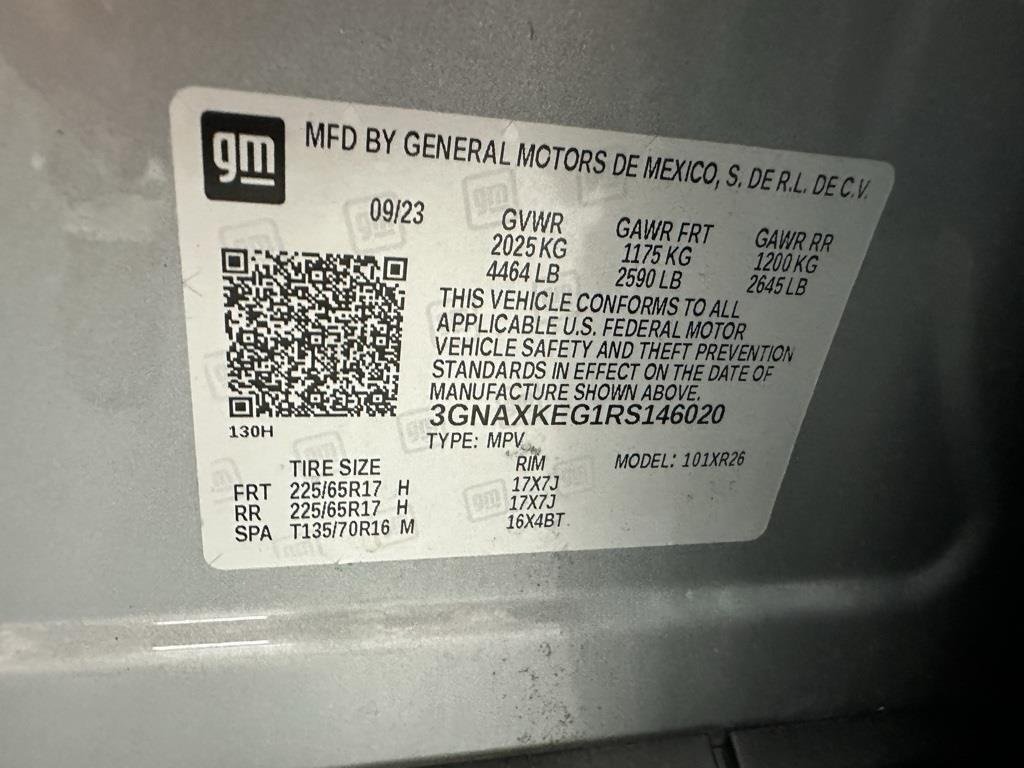 gm
MFD BY GENERAL MOTORS DE MEXICO, S. DE R.L. DE C.V.
09/23
GVWR GAWR FRT GAWR RR
2025 KG 1175 KG 1200 KG
4464 LB 2590 LB 2645 LB
THIS VEHICLE CONFORMS TO ALL
APPLICABLE U.S. FEDERAL MOTOR
VEHICLE SAFETY AND THEFT PREVENTION
STANDARDS IN EFFECT ON THE DATE OF
MANUFACTURE SHOWN ABOVE.
3GNAXKEG1RS146020
130H
TYPE: MPV
MODEL: 101XR26
TIRE SIZE RIM
FRT 225/65R17 H 17X7J
RR 225/65R17 H 17X7J
SPA T135/70R16 M 16X4BT